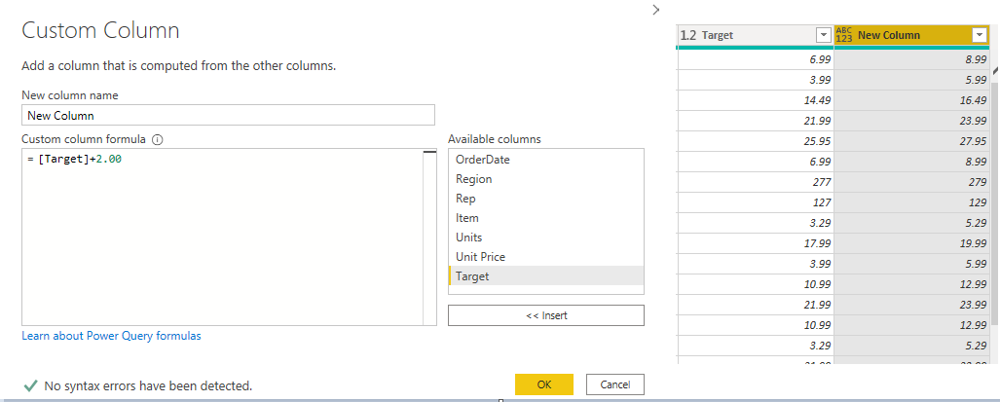 Custom Column
Add a column that is computed from the other columns.
New column name
New Column
Custom column formula
= [Target]+2.00
Available columns
OrderDate
Region
Rep
Item
Units
Unit Price
Target
<< Insert
Learn about Power Query formulas
No syntax errors have been detected.
OK
Cancel
1.2 Target ABC 123 New Column
6.99 8.99
3.99 5.99
14.49 16.49
21.99 23.99
25.95 27.95
6.99 8.99
277 279
127 129
3.29 5.29
17.99 19.99
3.99 5.99
10.99 12.99
21.99 23.99
10.99 12.99
3.29 5.29